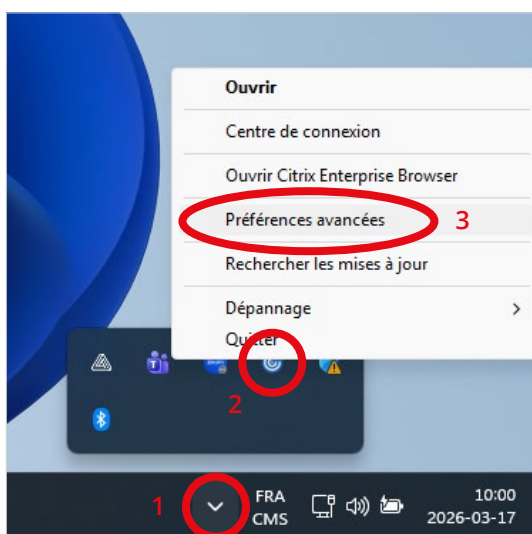 Ouvrir
Centre de connexion
Ouvrir Citrix Enterprise Browser
Préférences avancées 3
Rechercher les mises à jour
Dépannage
Quitter
2
1
FRA
CMS
10:00
2026-03-17